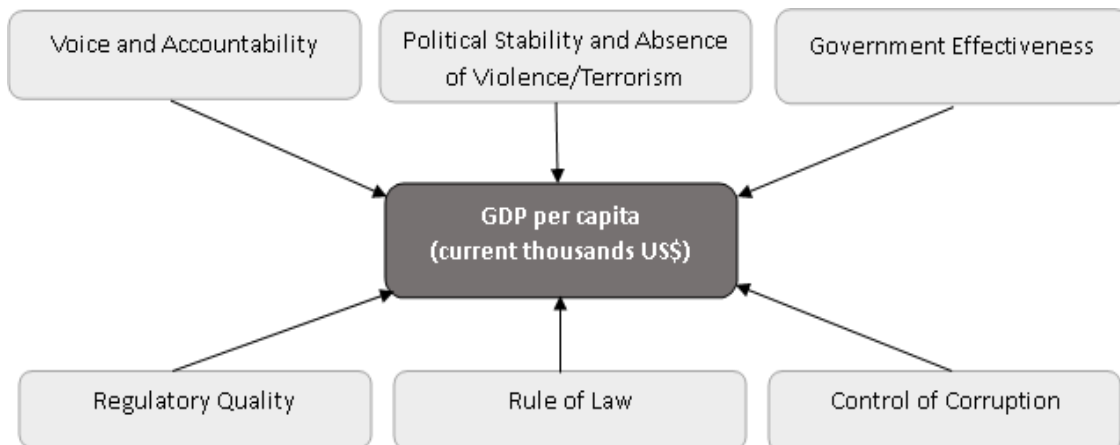 Voice and Accountability
Political Stability and Absence
of Violence/Terrorism
Government Effectiveness
GDP per capita
(current thousands US$)
Regulatory Quality
Rule of Law
Control of Corruption